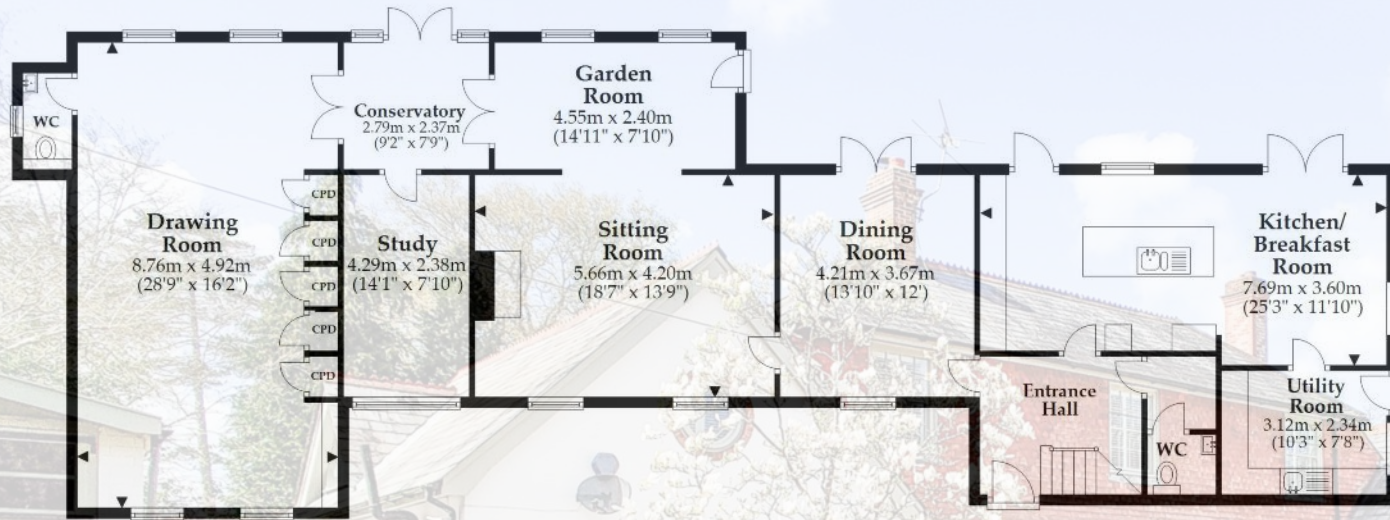 WC
Conservatory
2.79m x 2.37m
(9'2" x 7'9")
Garden
Room
4.55m x 2.40m
(14'11" x 7'10")
Drawing
Room
8.76m x 4.92m
(28'9" x 16'2")
CPD
CPD
CPD
CPD
CPD
Study
4.29m x 2.38m
(14'1" x 7'10")
Sitting
Room
5.66m x 4.20m
(18'7" x 13'9")
Dining
Room
4.21m x 3.67m
(13'10" x 12')
Kitchen/
Breakfast
Room
7.69m x 3.60m
(25'3" x 11'10")
Entrance
Hall
WC
Utility
Room
3.12m x 2.34m
(10'3" x 7'8")